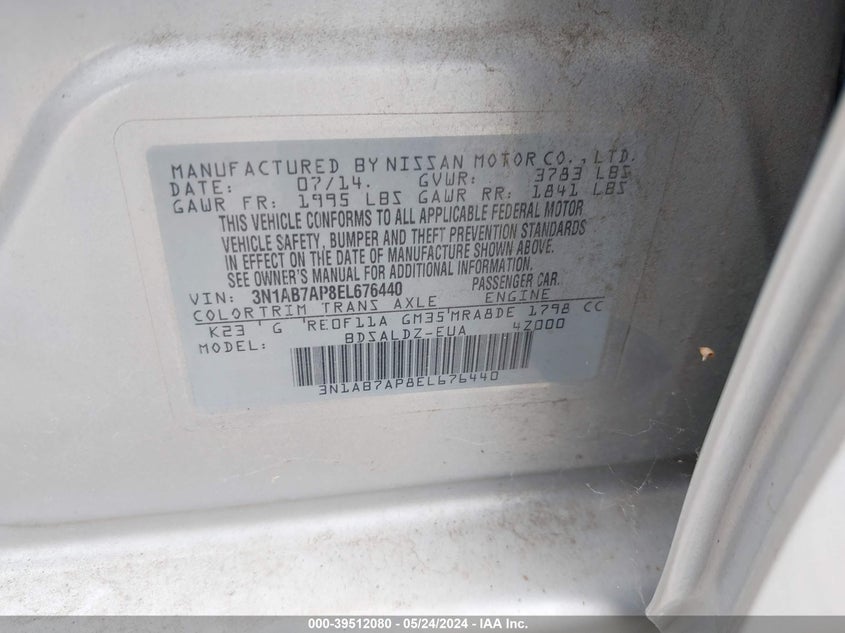 MANUFACTURED BY NISSAN MOTOR CO., LTD.
DATE: 07/14. GVWR: 3783 LBS
GAWR FR: 1995 LBS GAWR RR: 1841 LBS
THIS VEHICLE CONFORMS TO ALL APPLICABLE FEDERAL MOTOR
VEHICLE SAFETY, BUMPER AND THEFT PREVENTION STANDARDS
IN EFFECT ON THE DATE OF MANUFACTURE SHOWN ABOVE.
SEE OWNER'S MANUAL FOR ADDITIONAL INFORMATION.
VIN: 3N1AB7AP8EL676440 PASSENGER CAR.
COLOR TRIM TRANS AXLE ENGINE
K23 ' G 'RE0F11A GM35'MRA8DE 1798 CC
MODEL: BDSALDZ-EUA 4Z000
3N1AB7AP8EL676440
000-39512080 - 05/24/2024 - IAA Inc.